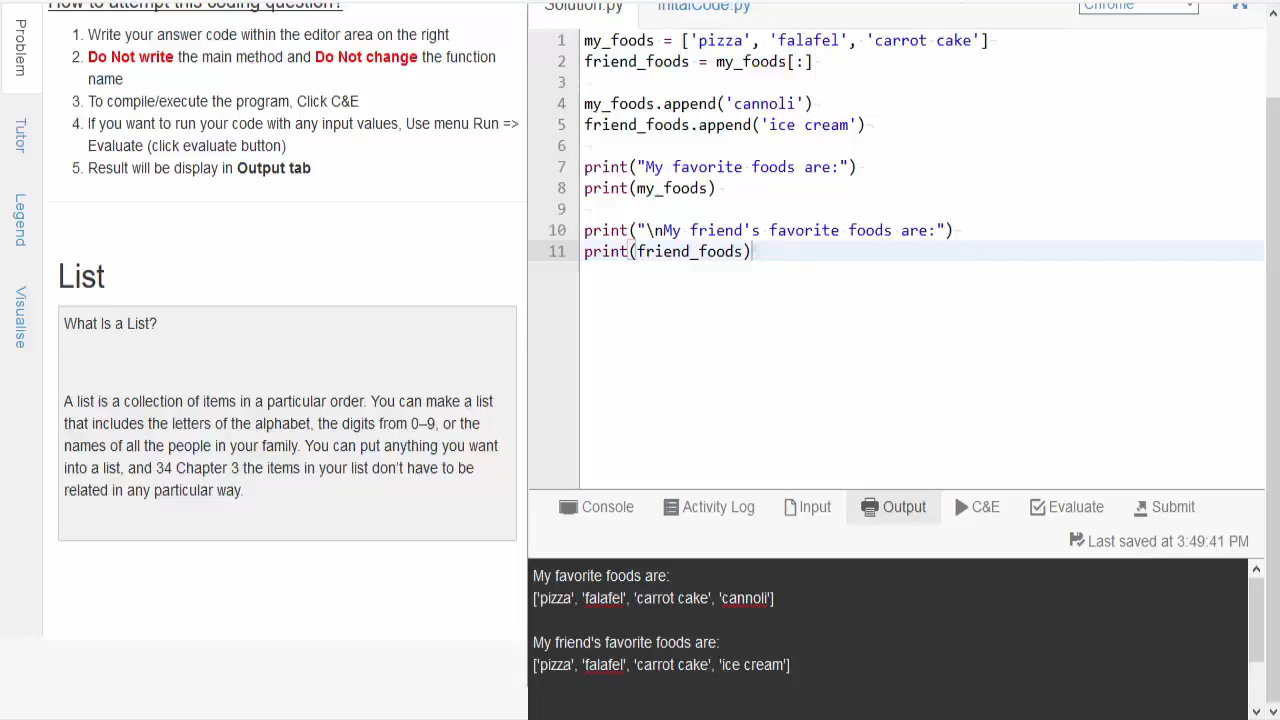 How to attempt this coding question?
1. Write your answer code within the editor area on the right
2. Do Not write the main method and Do Not change the function
name
3. To compile/execute the program, Click C&E
4. If you want to run your code with any input values, Use menu Run =>
Evaluate (click evaluate button)
5. Result will be display in Output tab
Problem
Tutor
Legend
Visualise
List
What Is a List?
A list is a collection of items in a particular order. You can make a list
that includes the letters of the alphabet, the digits from 0–9, or the
names of all the people in your family. You can put anything you want
into a list, and 34 Chapter 3 the items in your list don't have to be
related in any particular way.
Solution.py InitalCode.py Chrome
1 my_foods = ['pizza', 'falafel', 'carrot cake']
2 friend_foods = my_foods[:]
3
4 my_foods.append('cannoli')
5 friend_foods.append('ice cream')
6
7 print("My favorite foods are:")
8 print(my_foods)
9
10 print("\nMy friend's favorite foods are:")
11 print(friend_foods)
Console Activity Log Input Output C&E Evaluate Submit
Last saved at 3:49:41 PM
My favorite foods are:
['pizza', 'falafel', 'carrot cake', 'cannoli']
My friend's favorite foods are:
['pizza', 'falafel', 'carrot cake', 'ice cream']